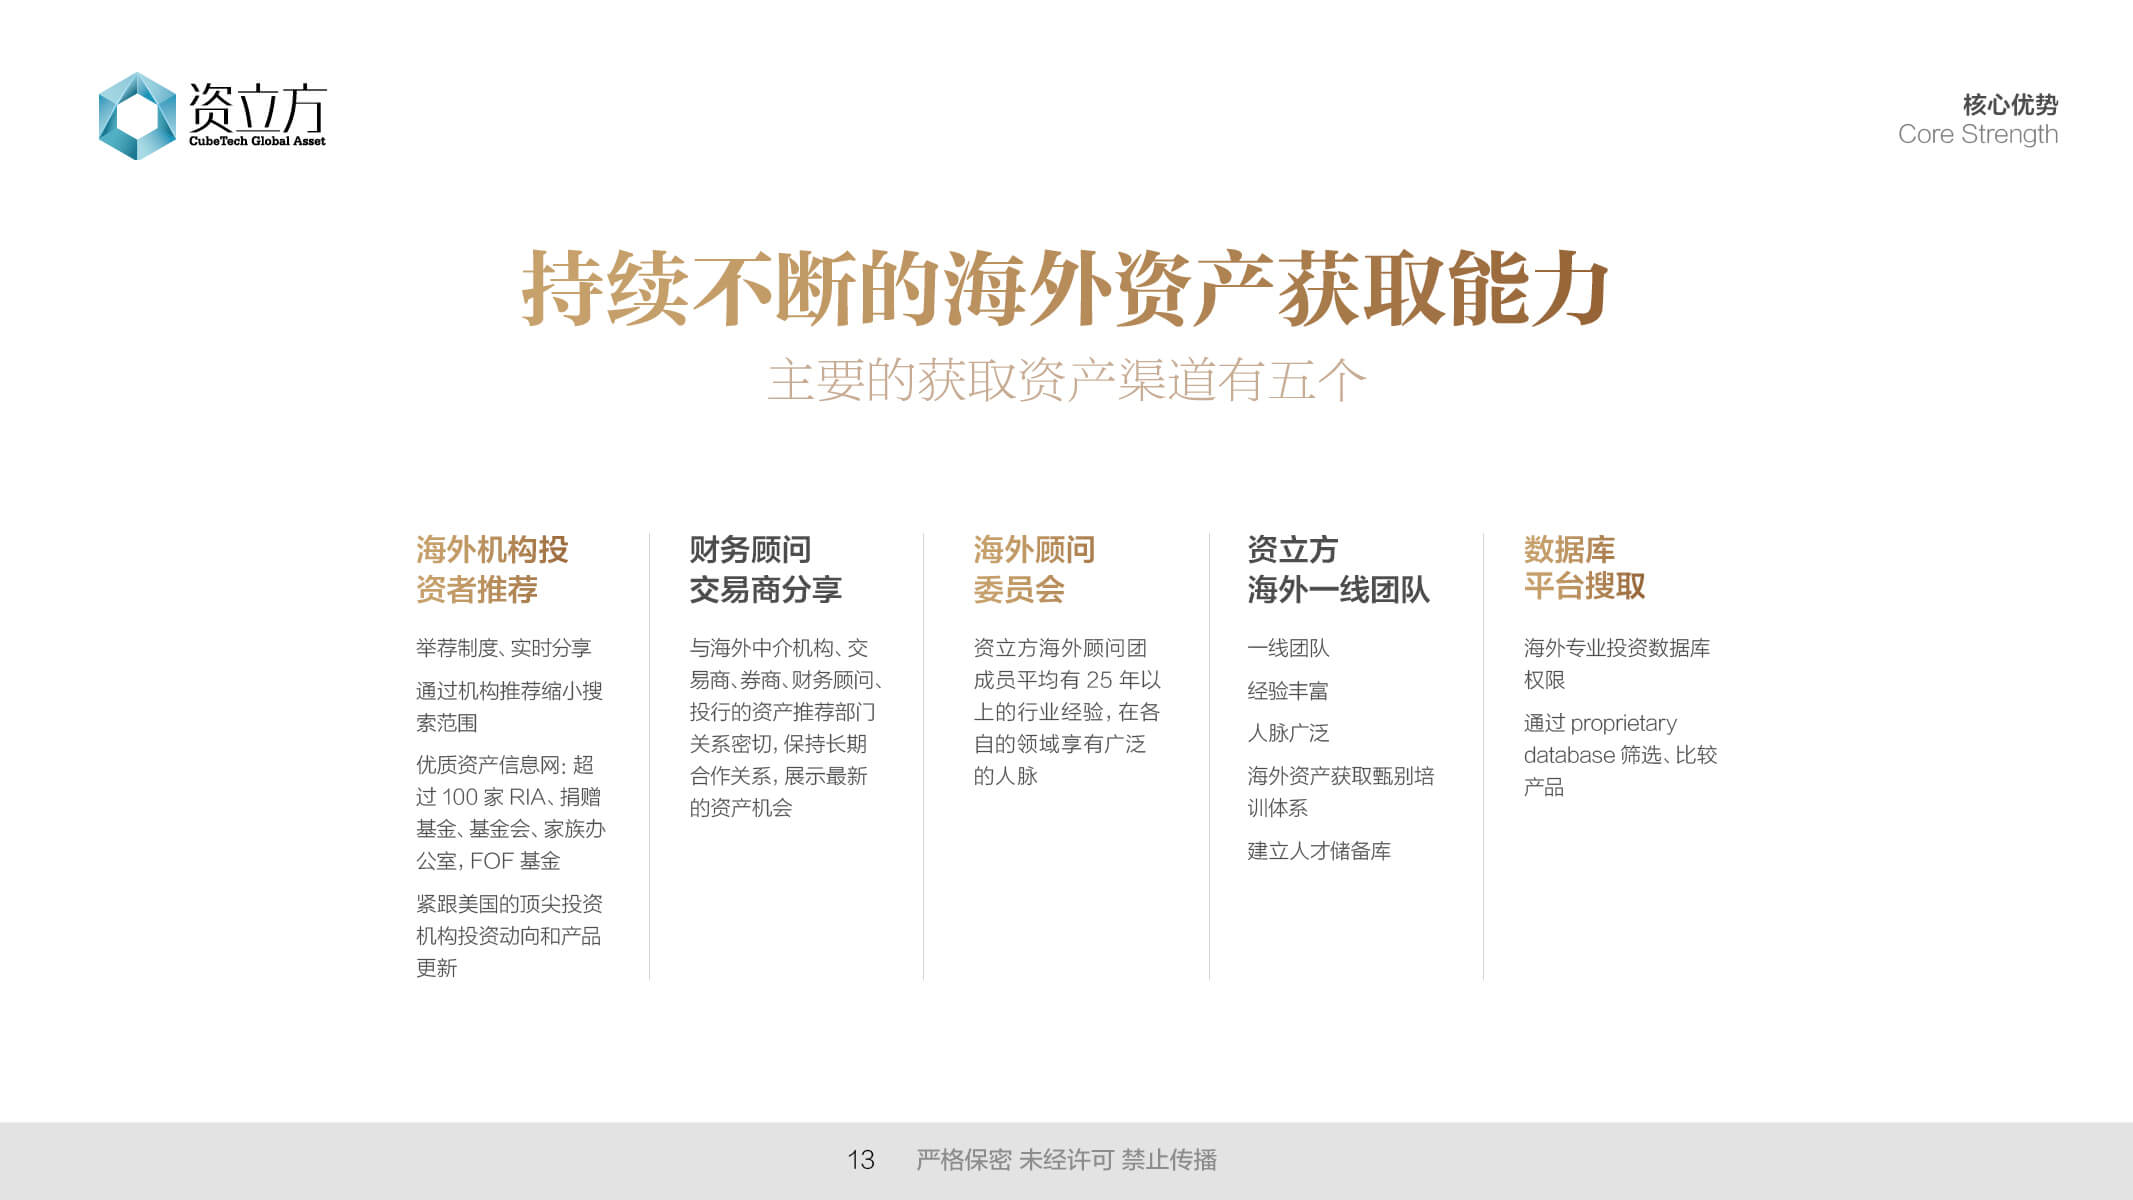 资立方
CubeTech Global Asset
核心优势
Core Strength
持续不断的海外资产获取能力
主要的获取资产渠道有五个
海外机构投
资者推荐
举荐制度、实时分享
通过机构推荐缩小搜
索范围
优质资产信息网：超
过 100 家 RIA、捐赠
基金、基金会、家族办
公室，FOF 基金
紧跟美国的顶尖投资
机构投资动向和产品
更新
财务顾问
交易商分享
与海外中介机构、交
易商、券商、财务顾问、
投行的资产推荐部门
关系密切，保持长期
合作关系，展示最新
的资产机会
海外顾问
委员会
资立方海外顾问团
成员平均有 25 年以
上的行业经验，在各
自的领域享有广泛
的人脉
资立方
海外一线团队
一线团队
经验丰富
人脉广泛
海外资产获取甄别培
训体系
建立人才储备库
数据库
平台搜取
海外专业投资数据库
权限
通过 proprietary
database 筛选、比较
产品
13 严格保密 未经许可 禁止传播